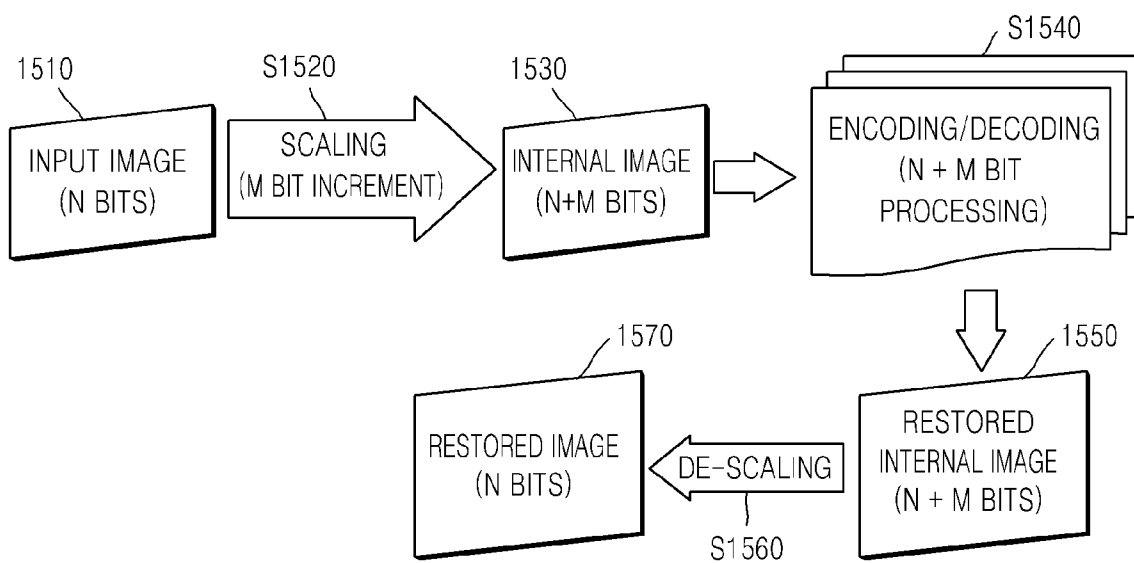 1510
INPUT IMAGE
(N BITS)
S1520
SCALING
(M BIT INCREMENT)
1530
INTERNAL IMAGE
(N+M BITS)
S1540
ENCODING/DECODING
(N + M BIT
PROCESSING)
1550
RESTORED
INTERNAL IMAGE
(N + M BITS)
DE-SCALING
S1560
1570
RESTORED IMAGE
(N BITS)